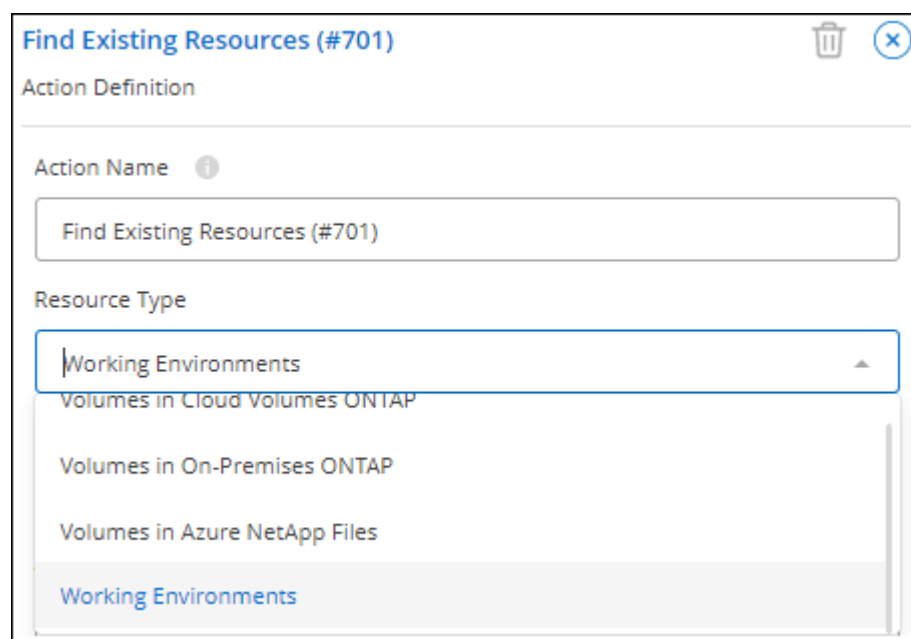 Find Existing Resources (#701)
Action Definition
Action Name
Find Existing Resources (#701)
Resource Type
Working Environments
Volumes in Cloud Volumes ONTAP
Volumes in On-Premises ONTAP
Volumes in Azure NetApp Files
Working Environments